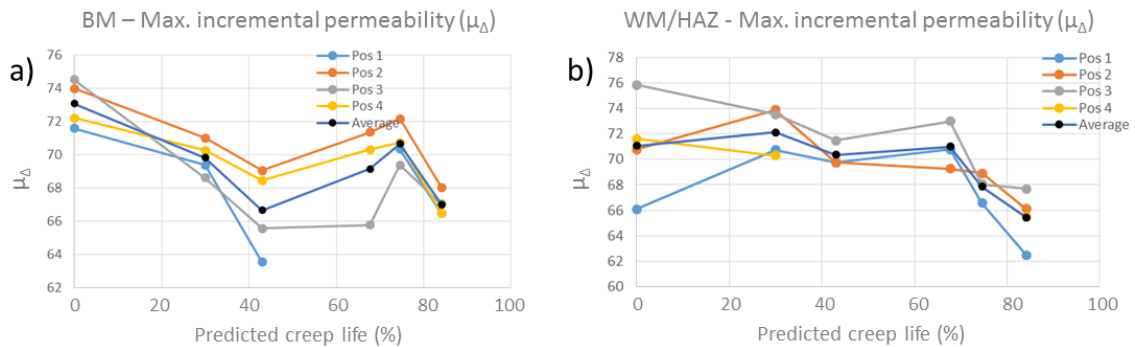 BM – Max. incremental permeability (μΔ)
a)
76
74
72
70
68
66
64
62
μΔ
0
20
40
60
80
100
Predicted creep life (%)
Pos 1
Pos 2
Pos 3
Pos 4
Average
WM/HAZ - Max. incremental permeability (μΔ)
b)
78
76
74
72
70
68
66
64
62
60
μΔ
0
20
40
60
80
100
Predicted creep life (%)
Pos 1
Pos 2
Pos 3
Pos 4
Average